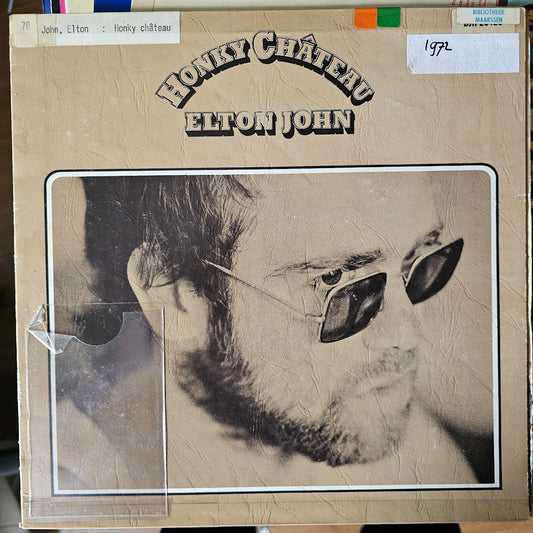 78
John, Elton : Honky château
BIBLIOTHEEK
MAARSSEN
1972
HONKY CHÂTEAU
ELTON JOHN